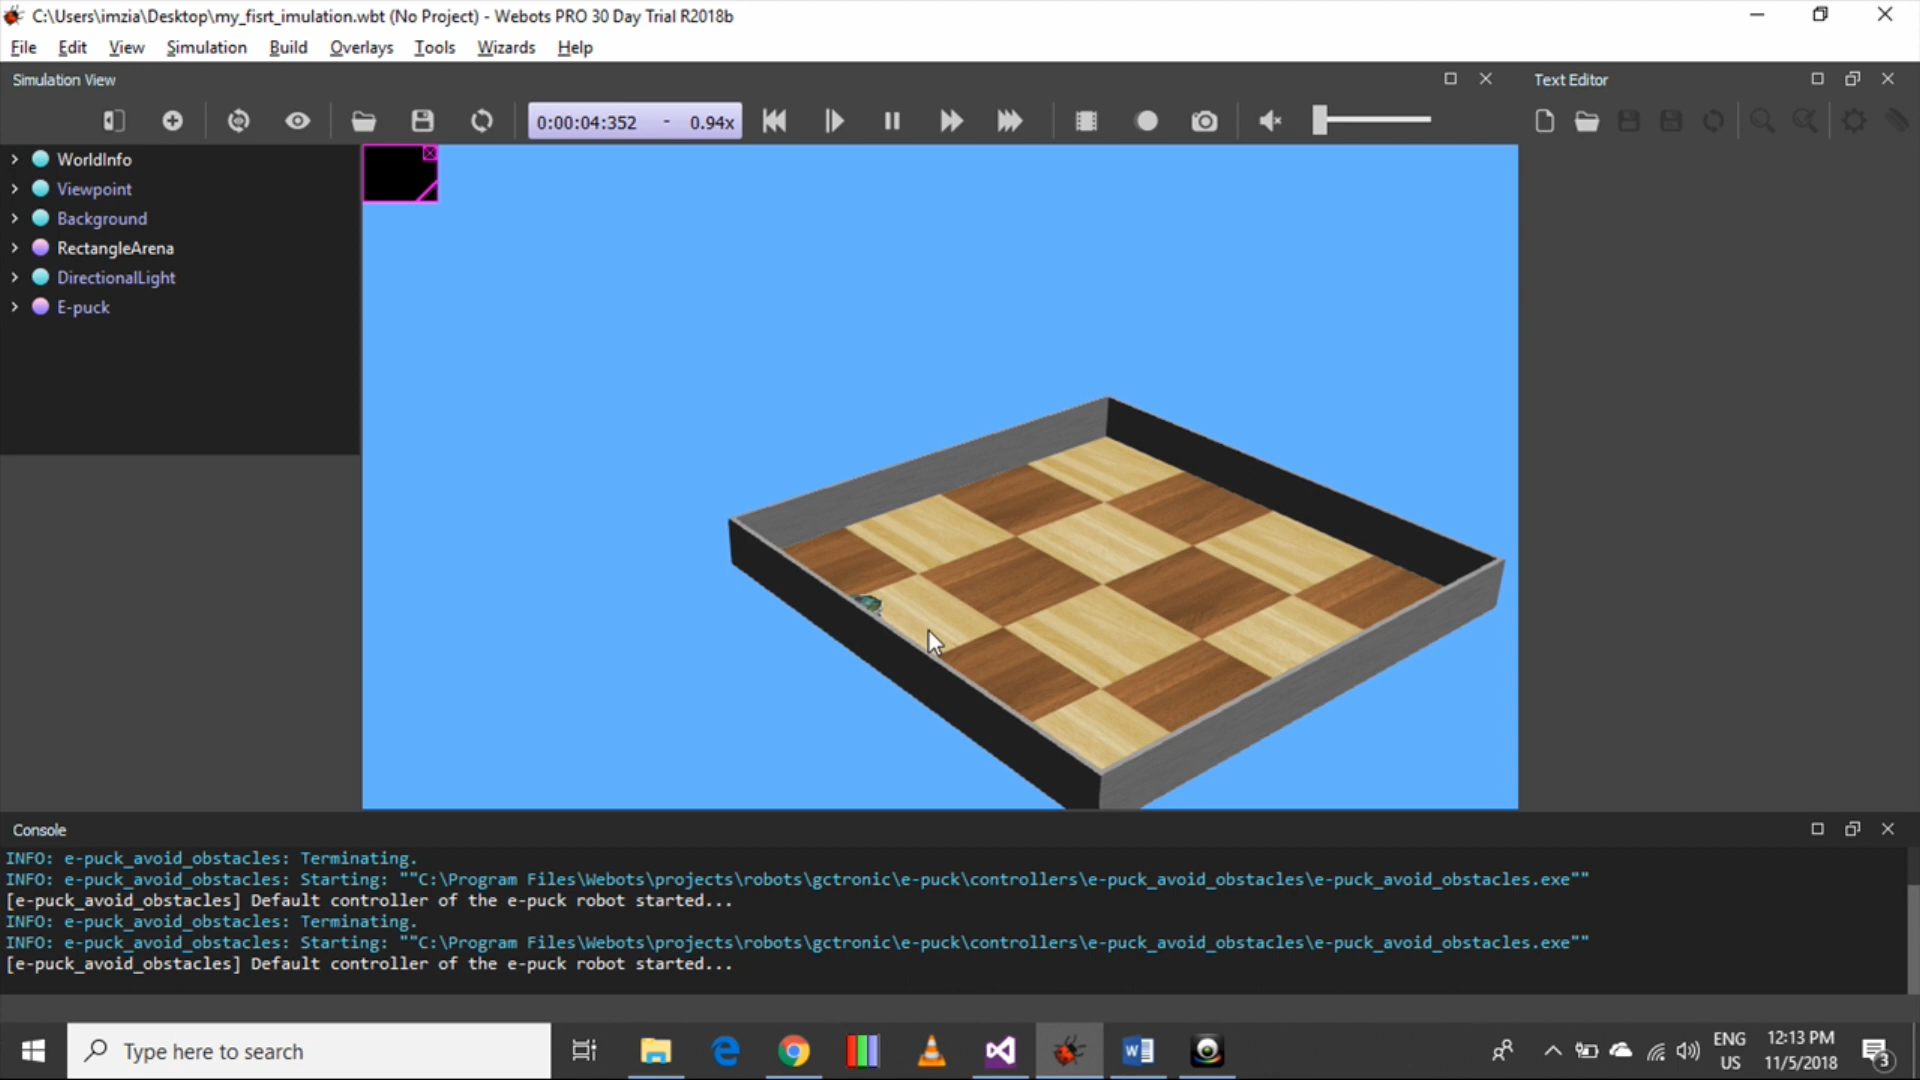 C:\Users\imzia\Desktop\my_fisrt_imulation.wbt (No Project) - Webots PRO 30 Day Trial R2018b
File Edit View Simulation Build Overlays Tools Wizards Help
Simulation View
Text Editor
0:00:04:352 - 0.94x
WorldInfo
Viewpoint
Background
RectangleArena
DirectionalLight
E-puck
Console
INFO: e-puck_avoid_obstacles: Terminating.
INFO: e-puck_avoid_obstacles: Starting: ""C:\Program Files\Webots\projects\robots\gctronic\e-puck\controllers\e-puck_avoid_obstacles\e-puck_avoid_obstacles.exe""
[e-puck_avoid_obstacles] Default controller of the e-puck robot started...
INFO: e-puck_avoid_obstacles: Terminating.
INFO: e-puck_avoid_obstacles: Starting: ""C:\Program Files\Webots\projects\robots\gctronic\e-puck\controllers\e-puck_avoid_obstacles\e-puck_avoid_obstacles.exe""
[e-puck_avoid_obstacles] Default controller of the e-puck robot started...
Type here to search
ENG
US
12:13 PM
11/5/2018
3